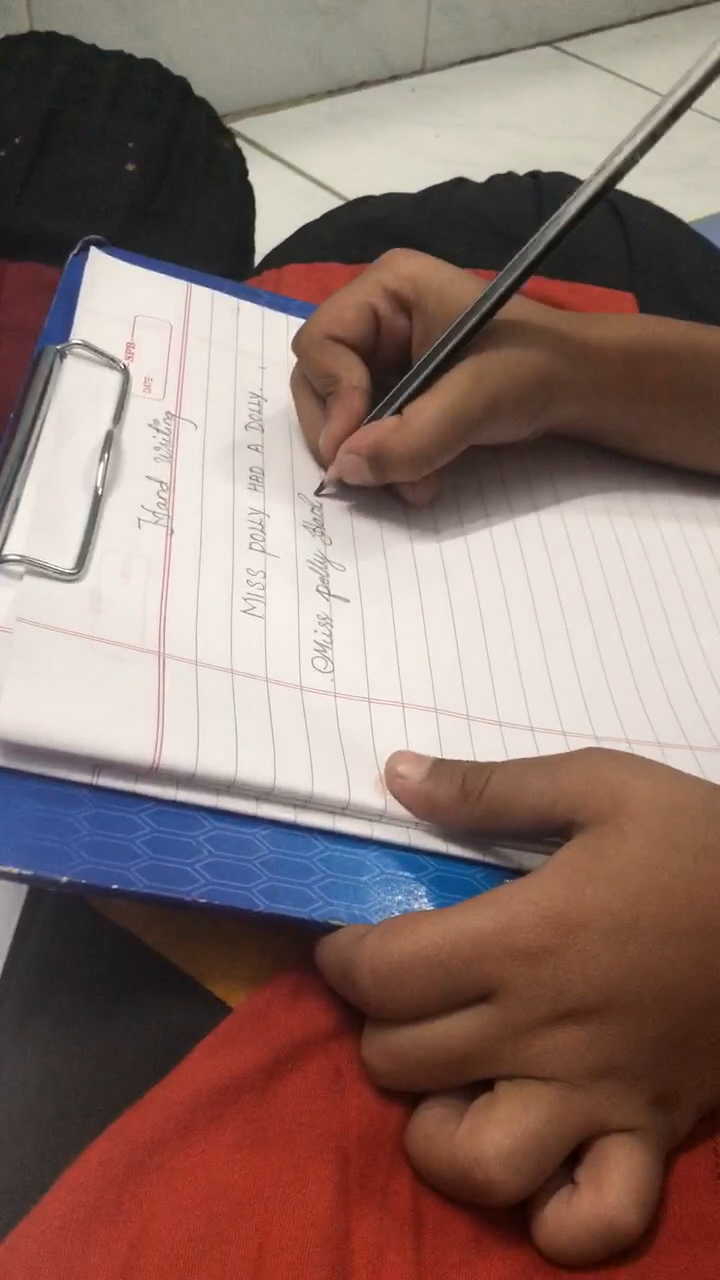 SPB
DATE:
Hand writing
MISS POLLY HAD A DOLLY.
Miss polly Had